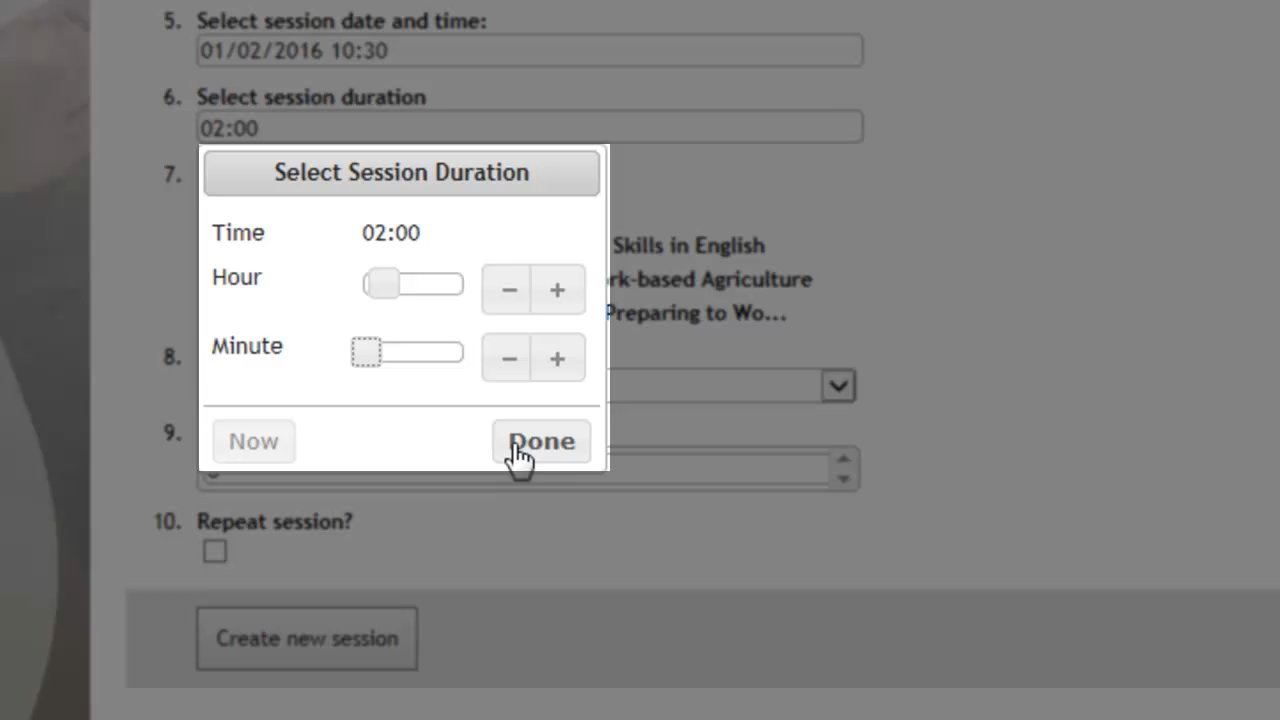 5. Select session date and time:
01/02/2016 10:30
6. Select session duration
02:00
7.
Select Session Duration
Time 02:00
Hour − +
Skills in English
rk-based Agriculture
Preparing to Wo...
Minute − +
8.
Now Done
9.
10. Repeat session?
Create new session